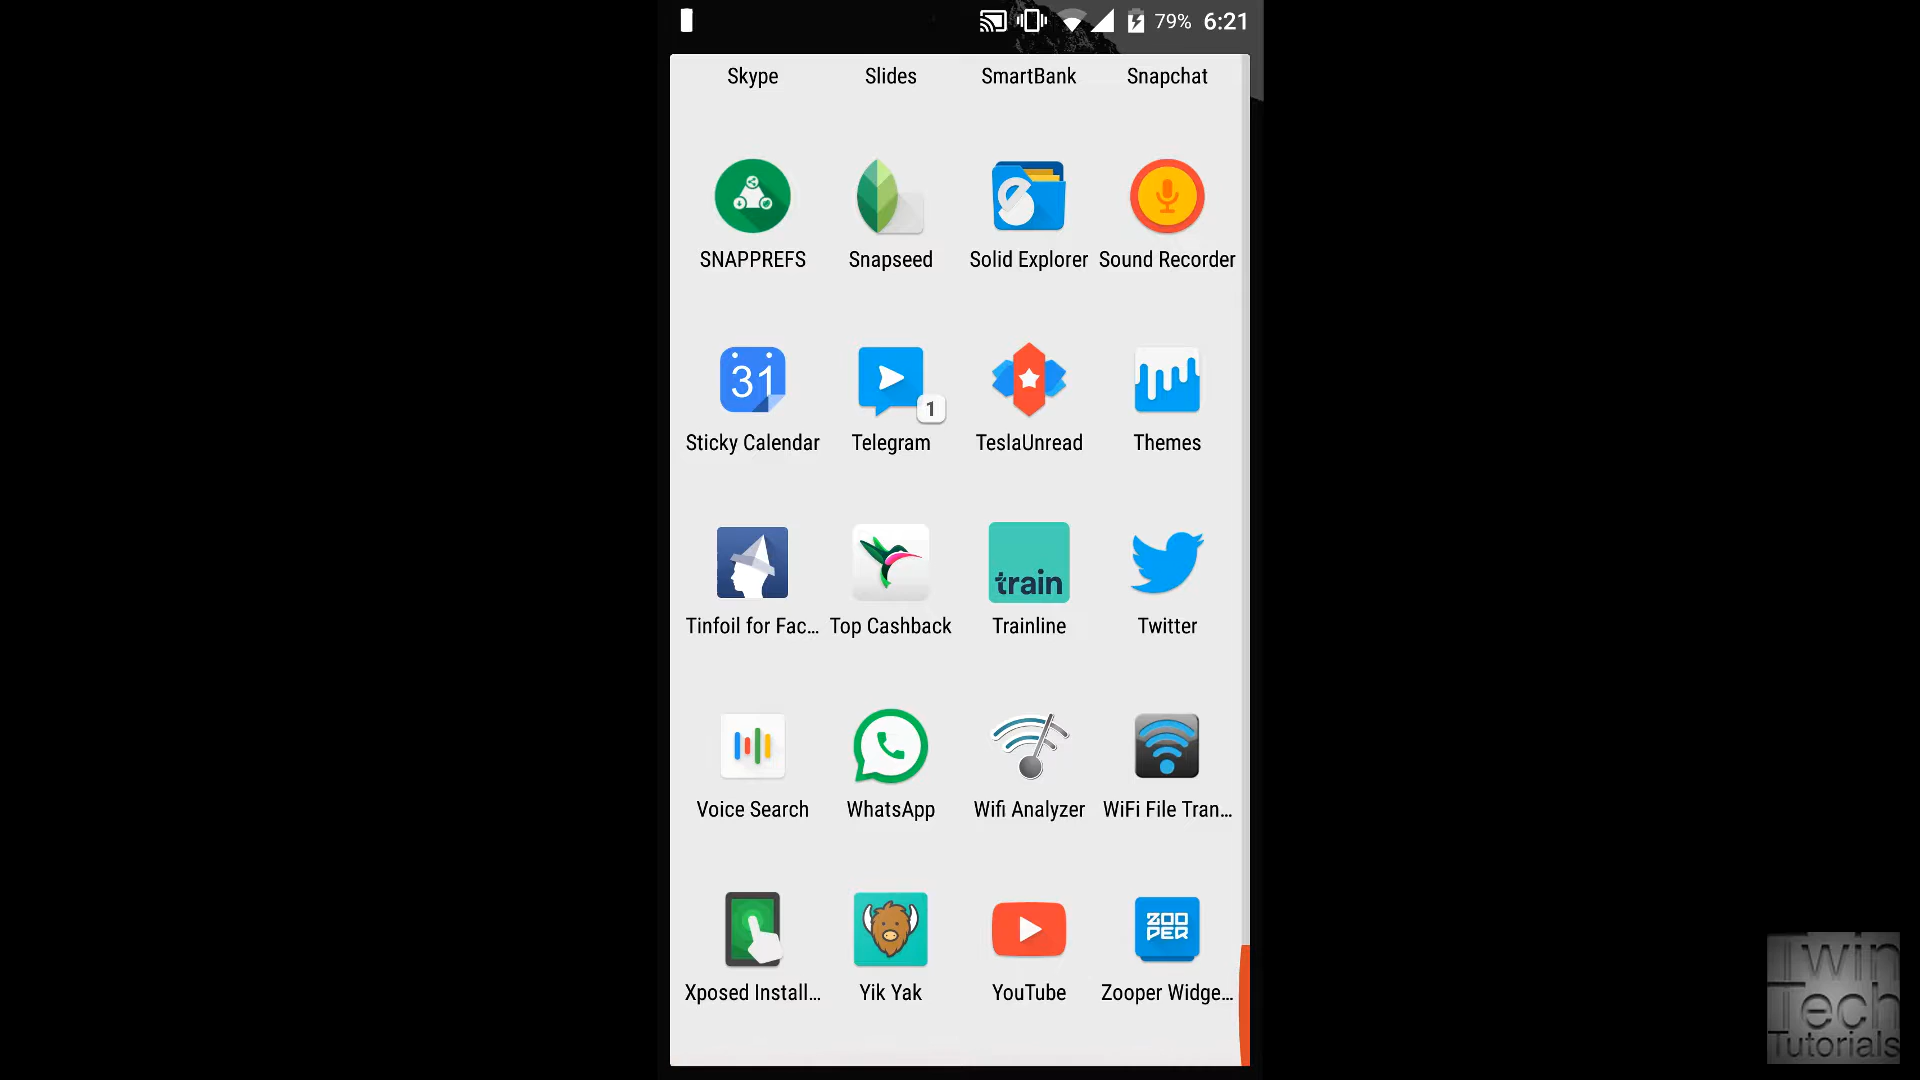 79% 6:21
Skype Slides SmartBank Snapchat
SNAPPREFS Snapseed Solid Explorer Sound Recorder
31
1
Sticky Calendar Telegram TeslaUnread Themes
train
Tinfoil for Fac... Top Cashback Trainline Twitter
Voice Search WhatsApp Wifi Analyzer WiFi File Tran...
ZOO
PER
Xposed Install... Yik Yak YouTube Zooper Widge...
Twin
Tech
Tutorials